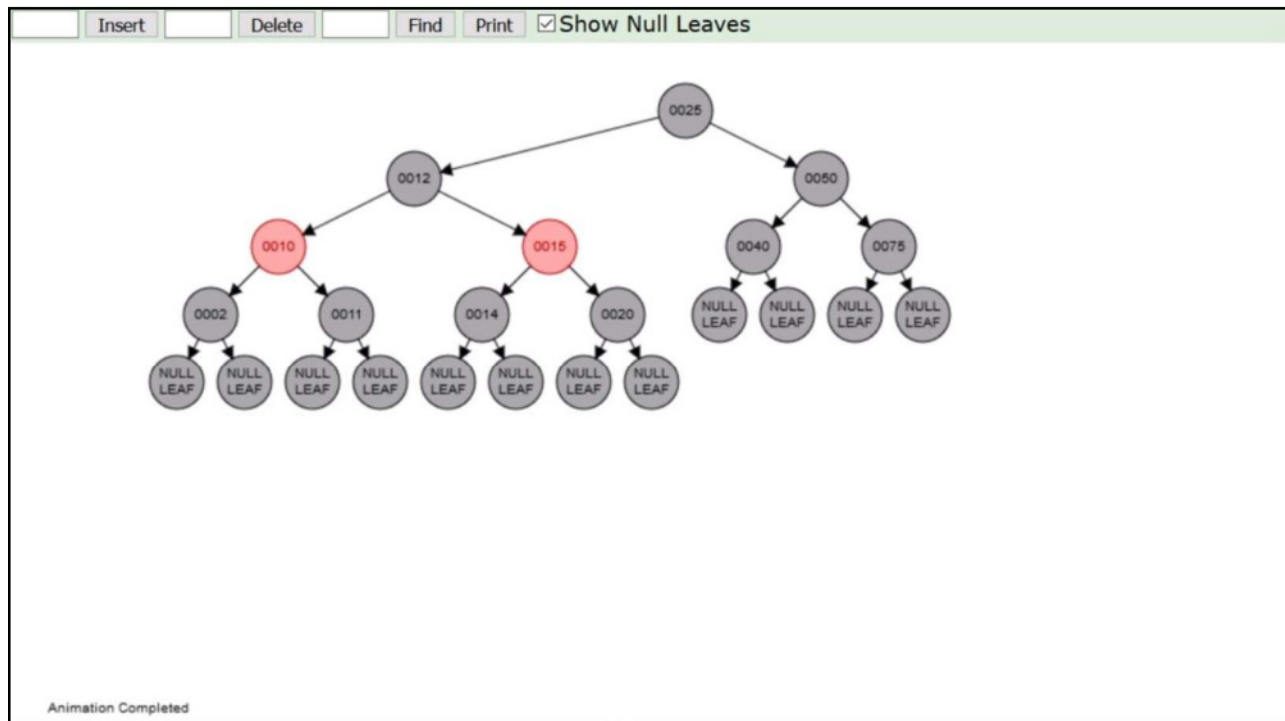 Insert Delete Find Print Show Null Leaves
0025
0012 0050
0010 0015 0040 0075
0002 0011 0014 0020 NULL LEAF NULL LEAF NULL LEAF NULL LEAF
NULL LEAF NULL LEAF NULL LEAF NULL LEAF NULL LEAF NULL LEAF NULL LEAF NULL LEAF
Animation Completed